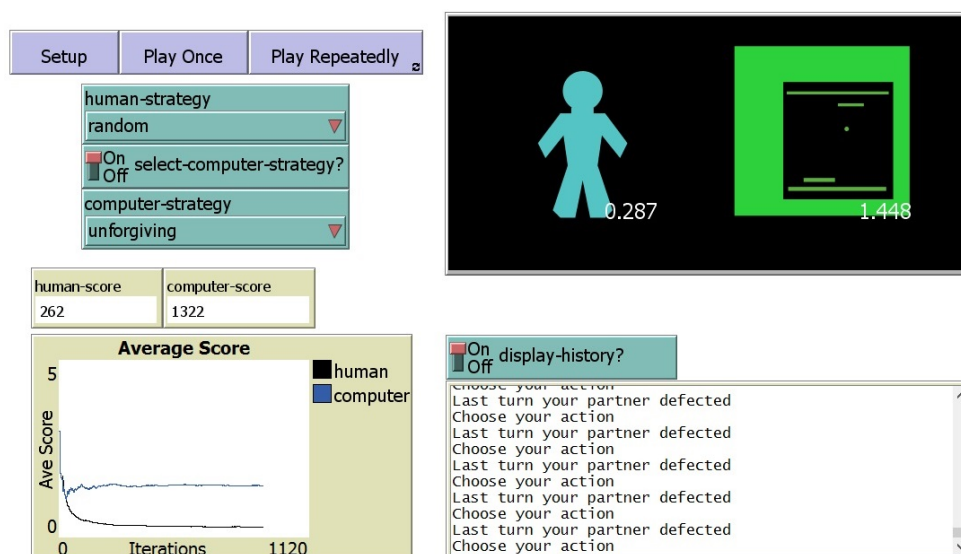 Setup
Play Once
Play Repeatedly
human-strategy
random
On
Off
select-computer-strategy?
computer-strategy
unforgiving
0.287
1.448
human-score
262
computer-score
1322
Average Score
5
Ave Score
0
0
Iterations
1120
human
computer
On
Off
display-history?
Choose your action
Last turn your partner defected
Choose your action
Last turn your partner defected
Choose your action
Last turn your partner defected
Choose your action
Last turn your partner defected
Choose your action
Last turn your partner defected
Choose your action